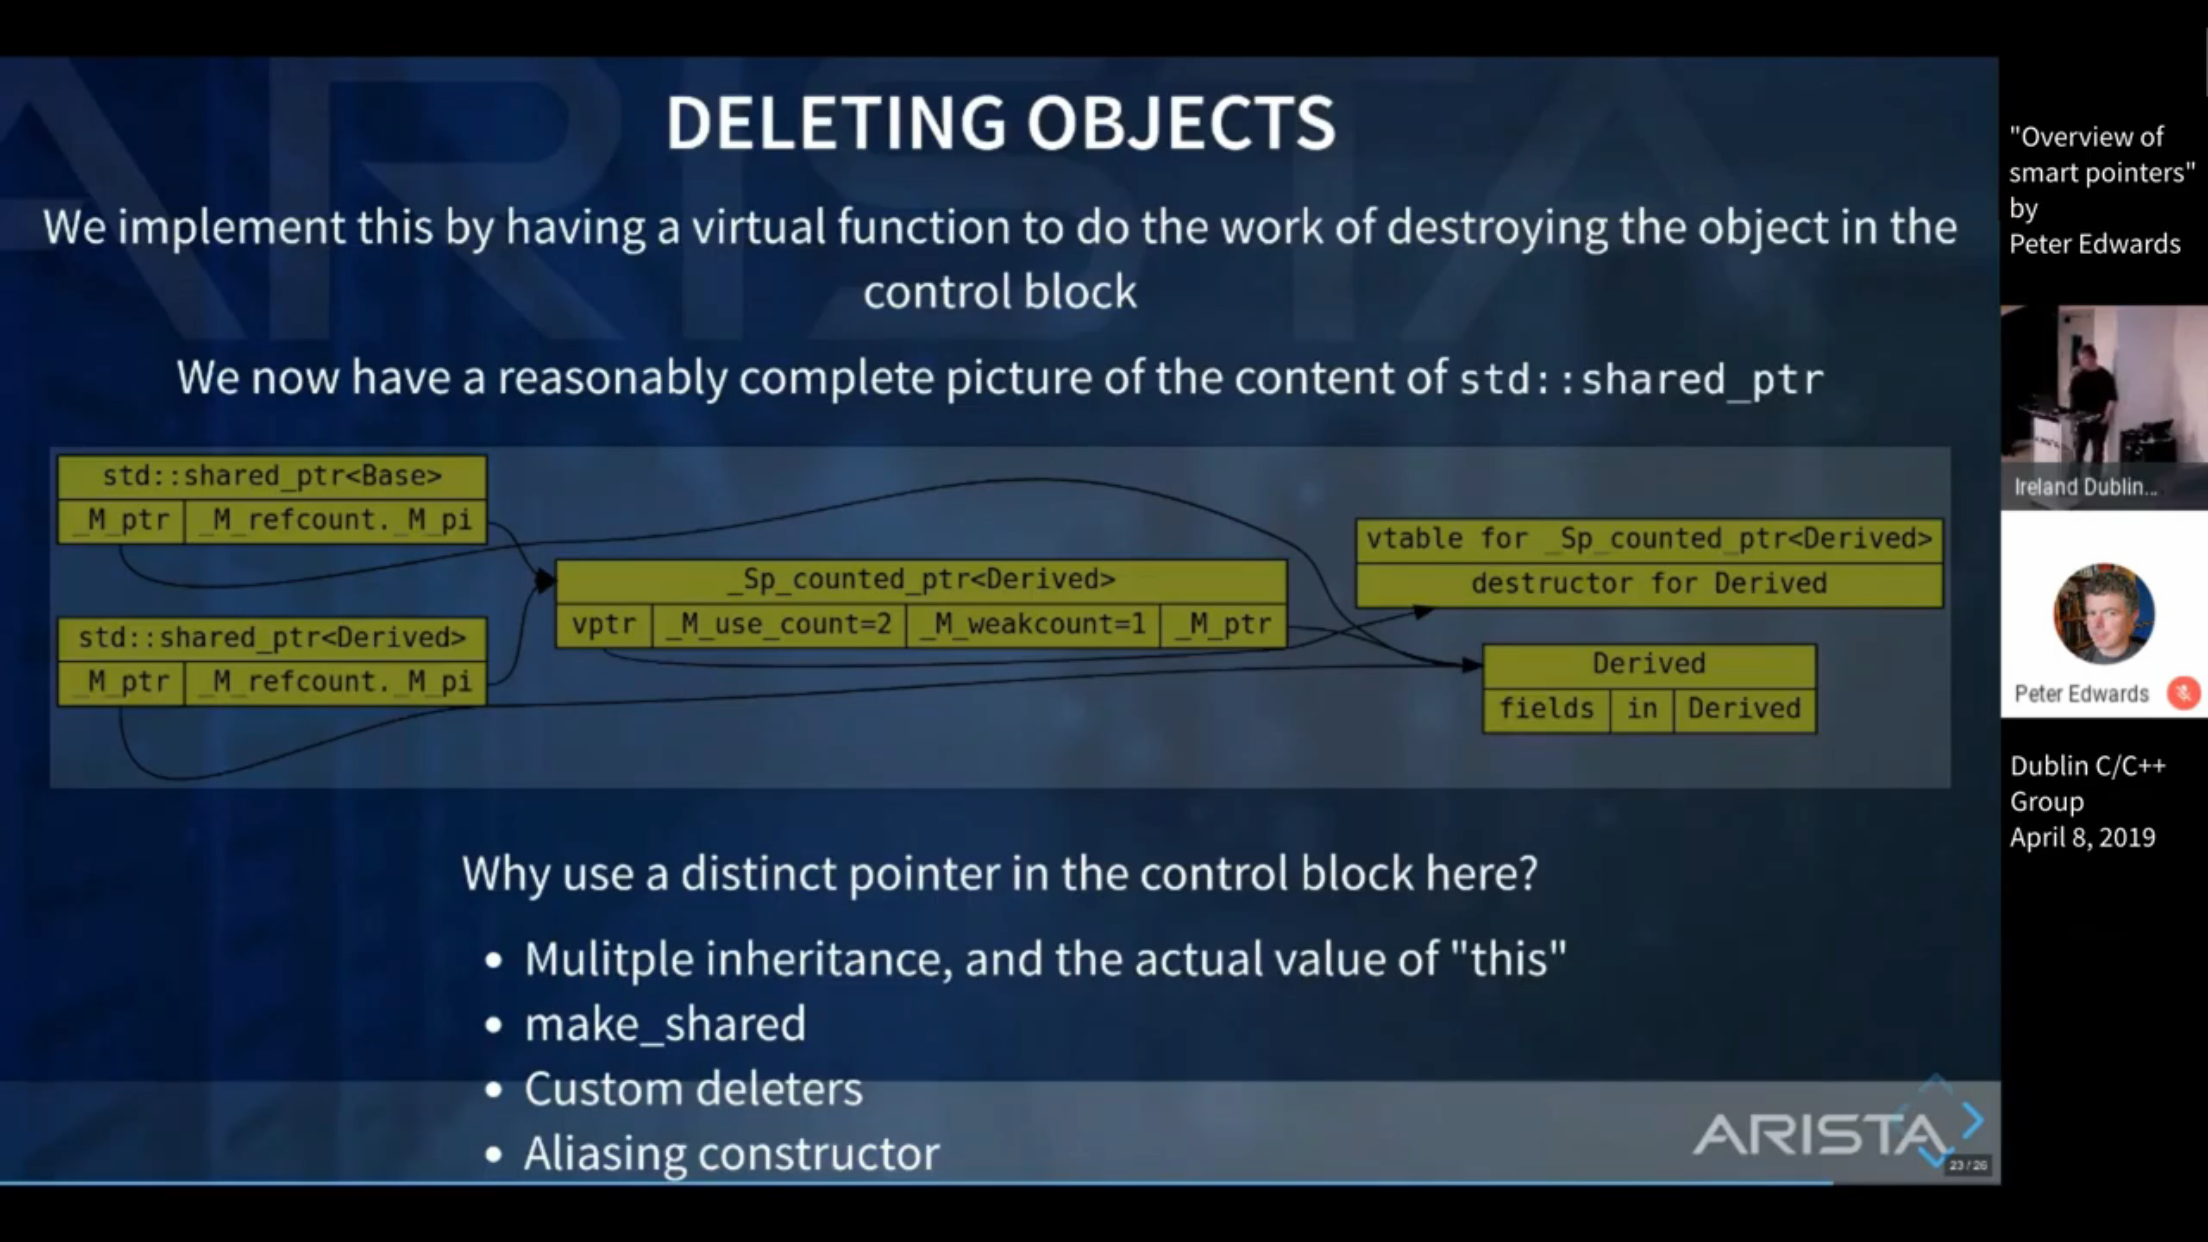 DELETING OBJECTS
We implement this by having a virtual function to do the work of destroying the object in the
control block
We now have a reasonably complete picture of the content of std::shared_ptr
std::shared_ptr<Base>
_M_ptr _M_refcount._M_pi
std::shared_ptr<Derived>
_M_ptr _M_refcount._M_pi
_Sp_counted_ptr<Derived>
vptr _M_use_count=2 _M_weakcount=1 _M_ptr
vtable for _Sp_counted_ptr<Derived>
destructor for Derived
Derived
fields in Derived
Why use a distinct pointer in the control block here?
• Mulitple inheritance, and the actual value of "this"
• make_shared
• Custom deleters
• Aliasing constructor
ARISTA
23 / 26
"Overview of
smart pointers"
by
Peter Edwards
Ireland Dublin...
Peter Edwards
Dublin C/C++
Group
April 8, 2019